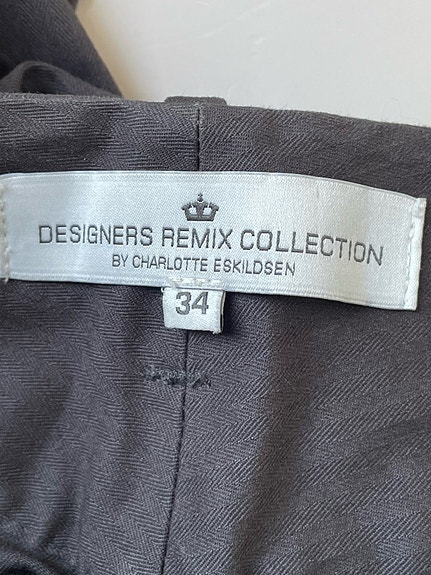 DESIGNERS REMIX COLLECTION
BY CHARLOTTE ESKILDSEN
34